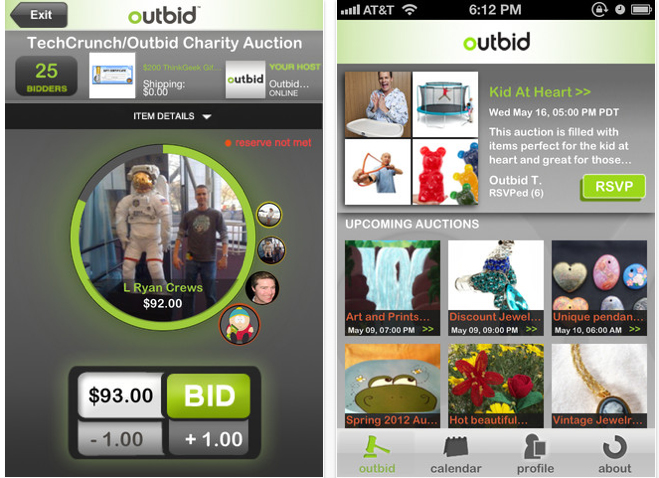 Exit
outbid™
TechCrunch/Outbid Charity Auction
25
BIDDERS
$200 ThinkGeek Gif...
Shipping:
$0.00
outbid
YOUR HOST
Outbid...
ONLINE
ITEM DETAILS
reserve not met
L Ryan Crews
$92.00
$93.00
BID
- 1.00
+ 1.00
AT&T
6:12 PM
outbid
Kid At Heart >>
Wed May 16, 05:00 PM PDT
This auction is filled with
items perfect for the kid at
heart and great for those...
Outbid T.
RSVPed (6)
RSVP
UPCOMING AUCTIONS
Art and Prints...
May 09, 07:00 PM >>
Discount Jewel...
May 09, 09:00 PM >>
Unique pendan...
May 10, 06:00 AM >>
Spring 2012 Au...
Hot beautiful...
Vintage Jewelr...
outbid
calendar
profile
about